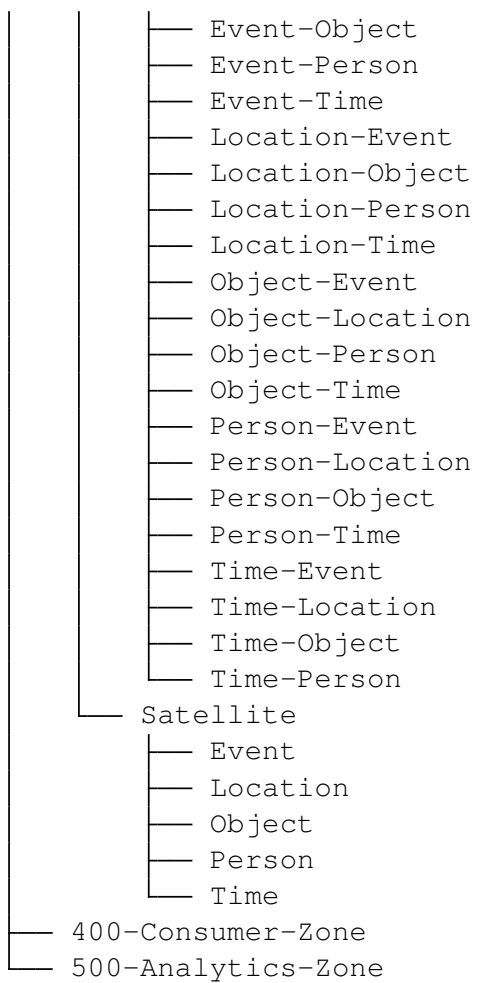 Event-Object
Event-Person
Event-Time
Location-Event
Location-Object
Location-Person
Location-Time
Object-Event
Object-Location
Object-Person
Object-Time
Person-Event
Person-Location
Person-Object
Person-Time
Time-Event
Time-Location
Time-Object
Time-Person
Satellite
Event
Location
Object
Person
Time
400-Consumer-Zone
500-Analytics-Zone